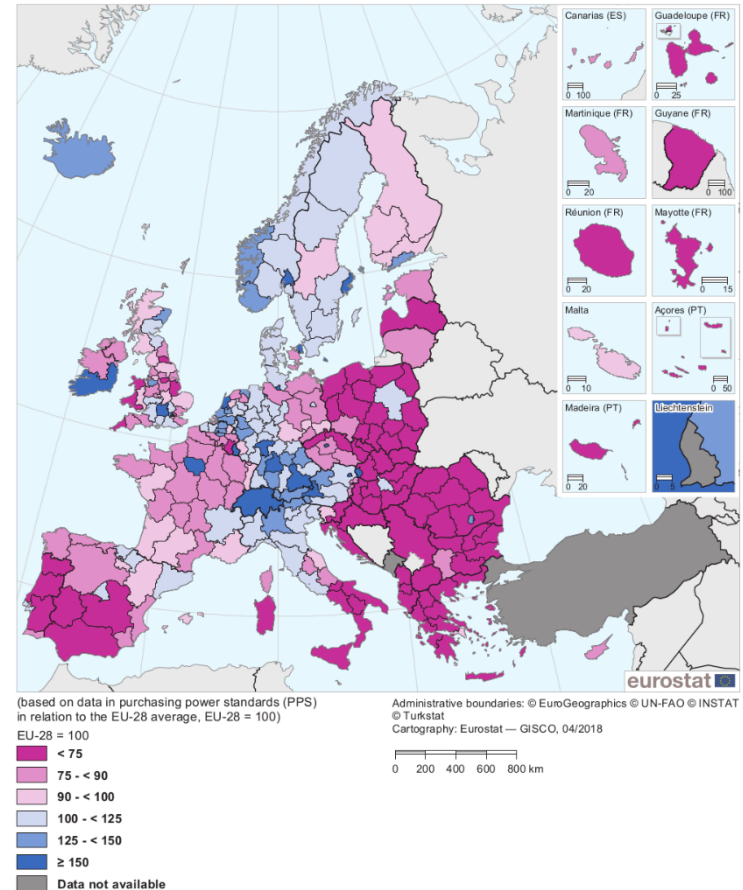 Canarias (ES)
0 100
Guadeloupe (FR)
0 25
Martinique (FR)
0 20
Guyane (FR)
0 100
Réunion (FR)
0 20
Mayotte (FR)
0 15
Malta
0 10
Açores (PT)
0 50
Madeira (PT)
0 20
Liechtenstein
0 5
eurostat
(based on data in purchasing power standards (PPS)
in relation to the EU-28 average, EU-28 = 100)
EU-28 = 100
< 75
75 - < 90
90 - < 100
100 - < 125
125 - < 150
≥ 150
Data not available
Administrative boundaries: © EuroGeographics © UN-FAO © INSTAT
© Turkstat
Cartography: Eurostat — GISCO, 04/2018
0 200 400 600 800 km